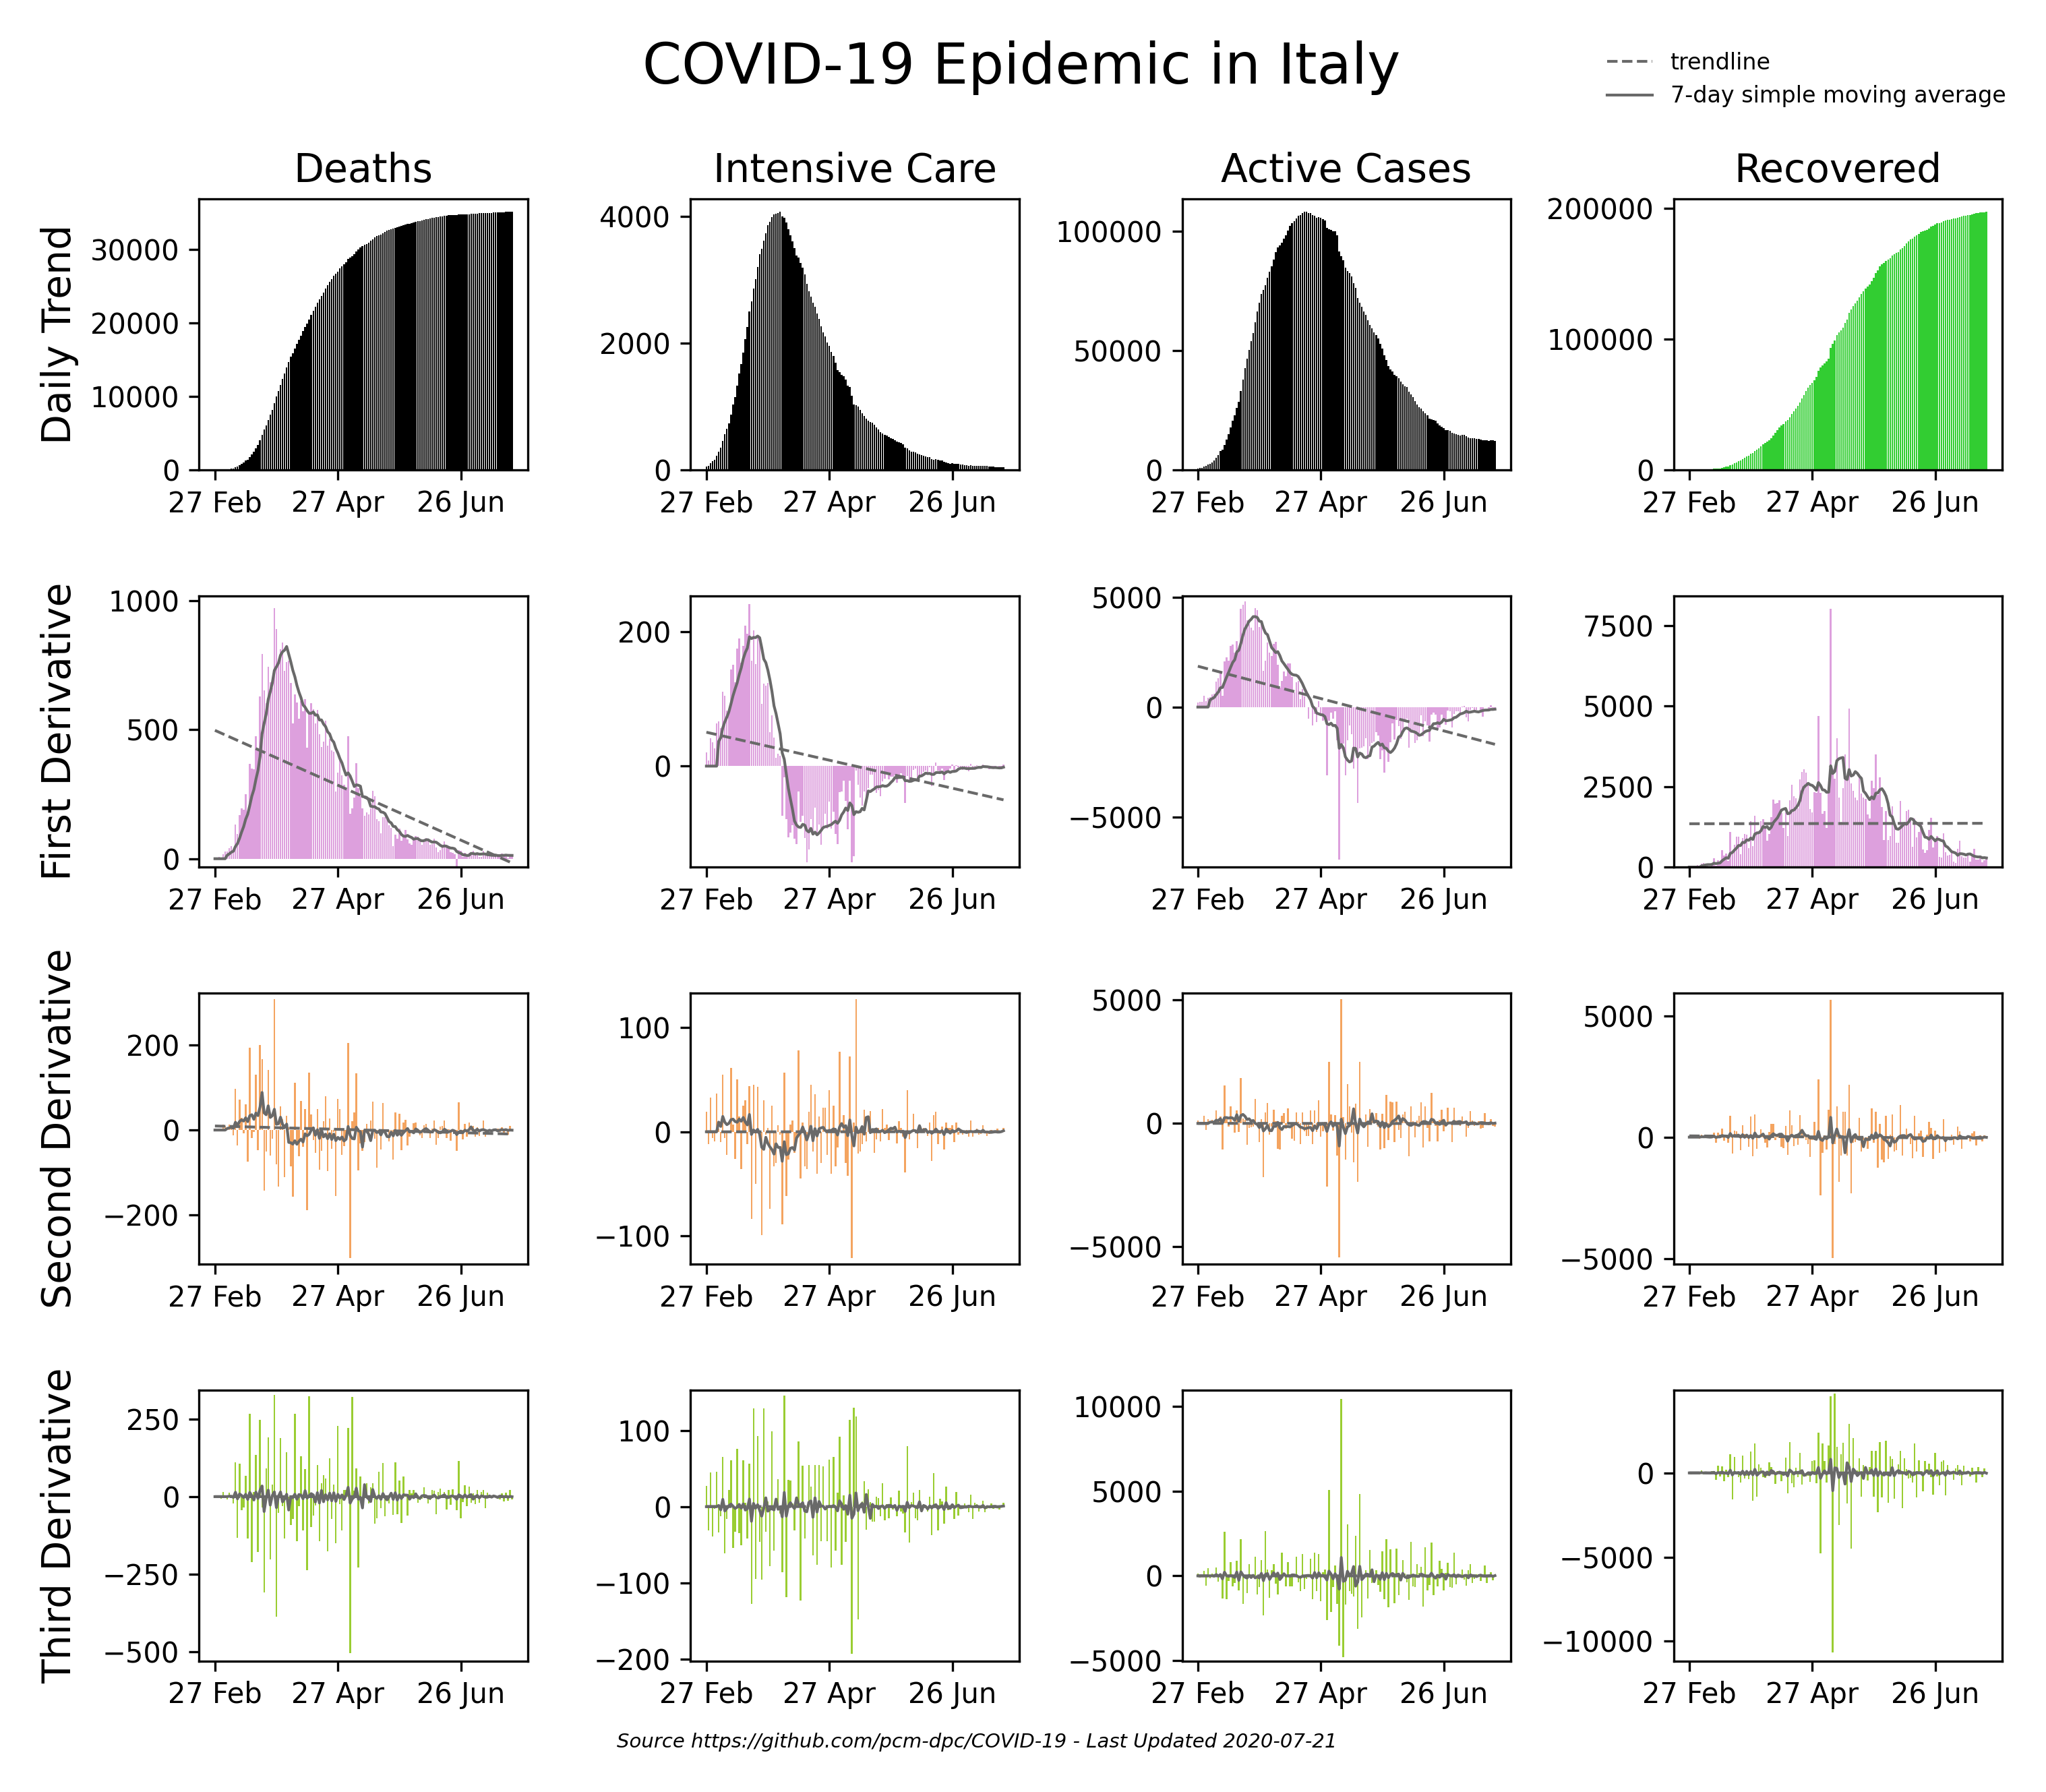 COVID-19 Epidemic in Italy
trendline
7-day simple moving average
Deaths
Intensive Care
Active Cases
Recovered
Daily Trend
30000
20000
10000
0
27 Feb 27 Apr 26 Jun
4000
2000
0
27 Feb 27 Apr 26 Jun
100000
50000
0
27 Feb 27 Apr 26 Jun
200000
100000
0
27 Feb 27 Apr 26 Jun
First Derivative
1000
500
0
27 Feb 27 Apr 26 Jun
200
0
27 Feb 27 Apr 26 Jun
5000
0
−5000
27 Feb 27 Apr 26 Jun
7500
5000
2500
0
27 Feb 27 Apr 26 Jun
Second Derivative
200
0
−200
27 Feb 27 Apr 26 Jun
100
0
−100
27 Feb 27 Apr 26 Jun
5000
0
−5000
27 Feb 27 Apr 26 Jun
5000
0
−5000
27 Feb 27 Apr 26 Jun
Third Derivative
250
0
−250
−500
27 Feb 27 Apr 26 Jun
100
0
−100
−200
27 Feb 27 Apr 26 Jun
10000
5000
0
−5000
27 Feb 27 Apr 26 Jun
0
−5000
−10000
27 Feb 27 Apr 26 Jun
Source https://github.com/pcm-dpc/COVID-19 - Last Updated 2020-07-21